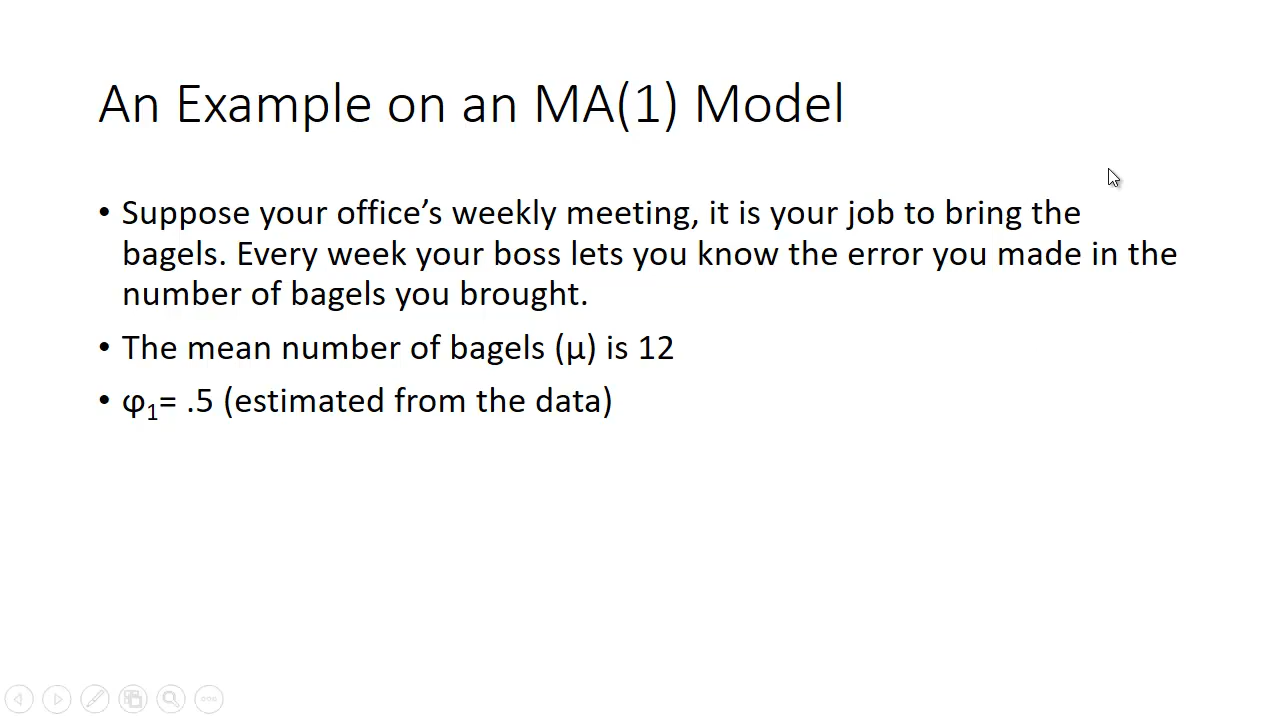 An Example on an MA(1) Model
• Suppose your office’s weekly meeting, it is your job to bring the
bagels. Every week your boss lets you know the error you made in the
number of bagels you brought.
• The mean number of bagels (μ) is 12
• φ₁= .5 (estimated from the data)